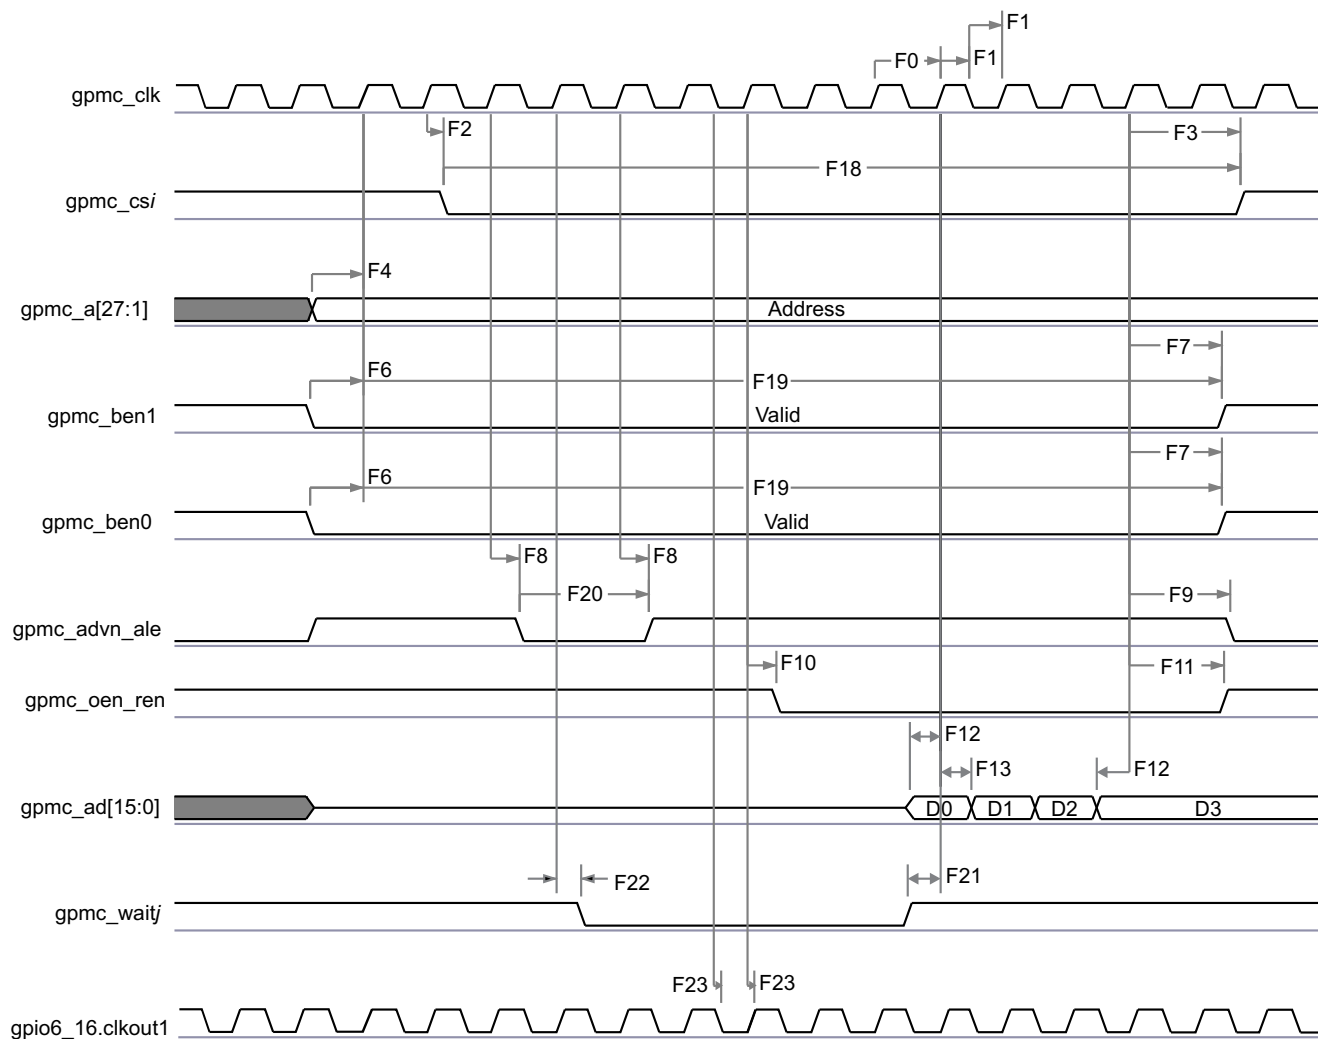 F1
F0 F1
gpmc_clk
F2 F3
F18
gpmc_csi
F4
gpmc_a[27:1] Address
F7
F6 F19
gpmc_ben1 Valid
F7
F6 F19
gpmc_ben0 Valid
F8 F8
F20 F9
gpmc_advn_ale
F10 F11
gpmc_oen_ren
F12
F13 F12
gpmc_ad[15:0] D0 D1 D2 D3
F22 F21
gpmc_waitj
F23 F23
gpio6_16.clkout1